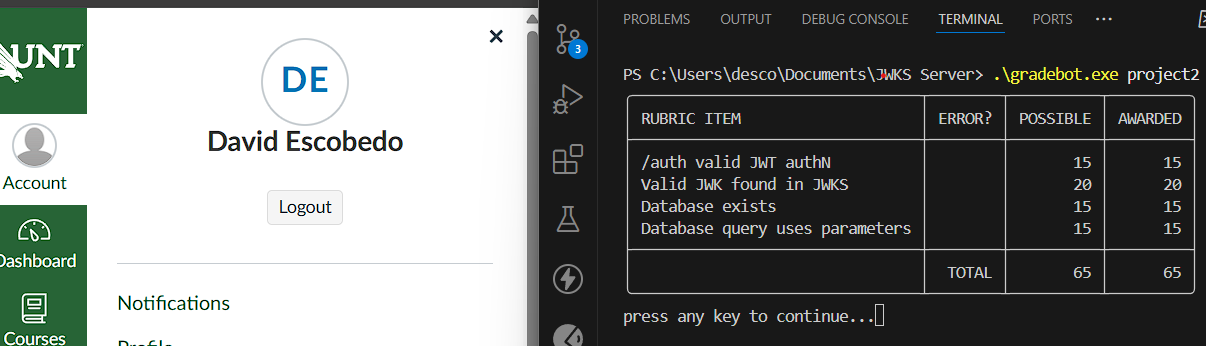 UNT
Account
Dashboard
Courses
DE
David Escobedo
Logout
Notifications
Profile
3
PROBLEMS OUTPUT DEBUG CONSOLE TERMINAL PORTS ...
PS C:\Users\desco\Documents\JWKS Server> .\gradebot.exe project2
RUBRIC ITEM ERROR? POSSIBLE AWARDED
/auth valid JWT authN 15 15
Valid JWK found in JWKS 20 20
Database exists 15 15
Database query uses parameters 15 15
TOTAL 65 65
press any key to continue...